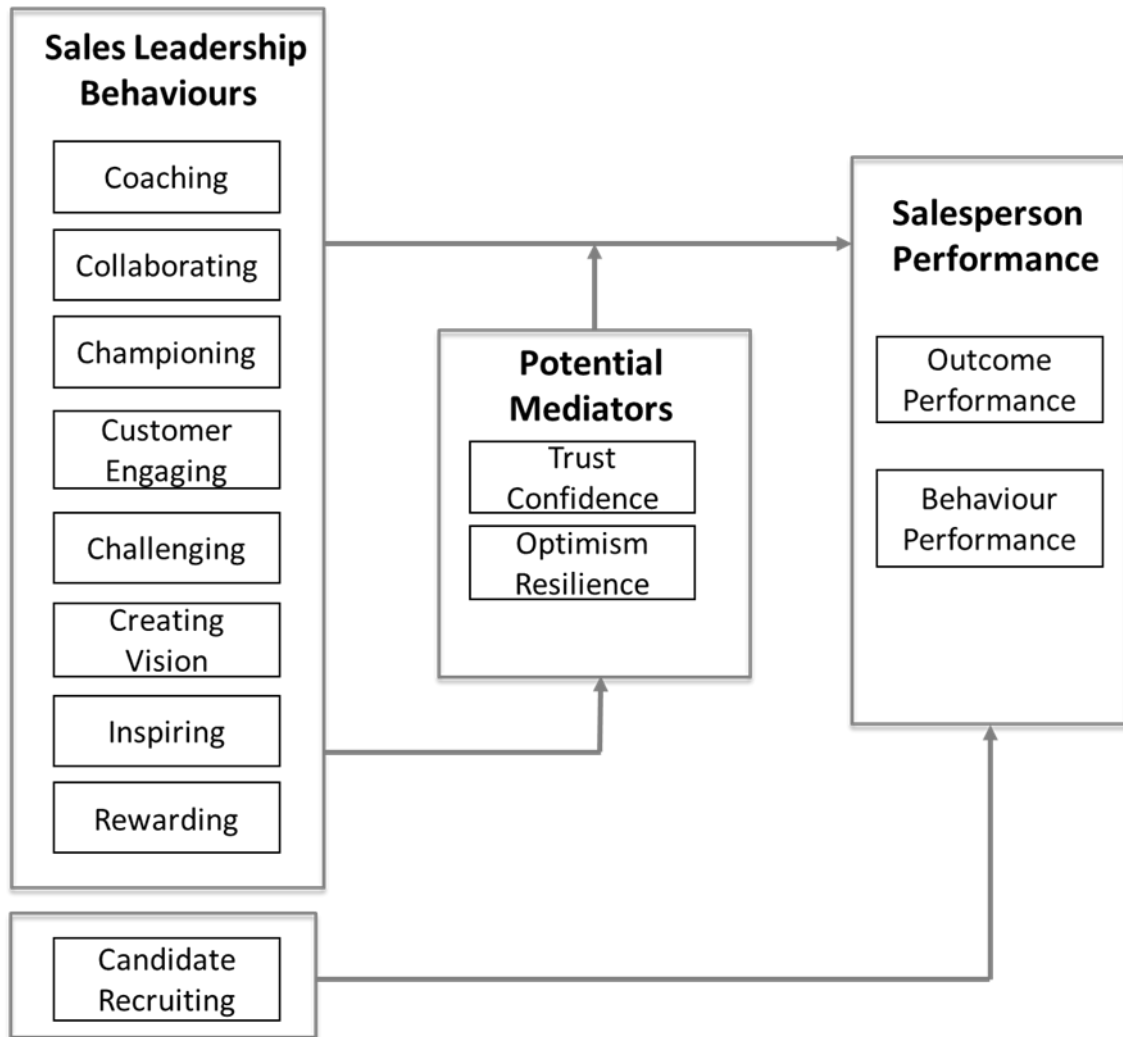 Sales Leadership
Behaviours
Coaching
Collaborating
Championing
Customer
Engaging
Challenging
Creating
Vision
Inspiring
Rewarding
Candidate
Recruiting
Potential
Mediators
Trust
Confidence
Optimism
Resilience
Salesperson
Performance
Outcome
Performance
Behaviour
Performance